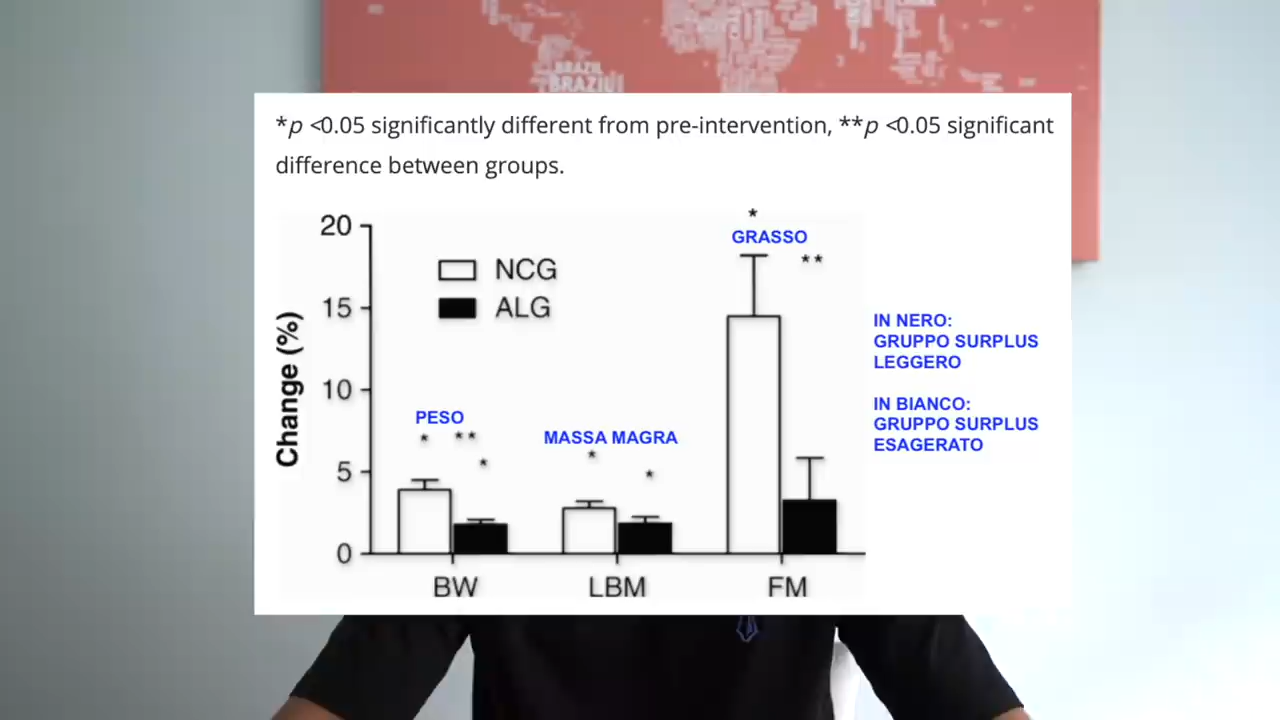 BRAZIL
BRAZIL
*p <0.05 significantly different from pre-intervention, **p <0.05 significant
difference between groups.
20
15
10
5
0
Change (%)
NCG
ALG
PESO
*
**
*
MASSA MAGRA
*
*
*
GRASSO
**
BW
LBM
FM
IN NERO:
GRUPPO SURPLUS
LEGGERO
IN BIANCO:
GRUPPO SURPLUS
ESAGERATO